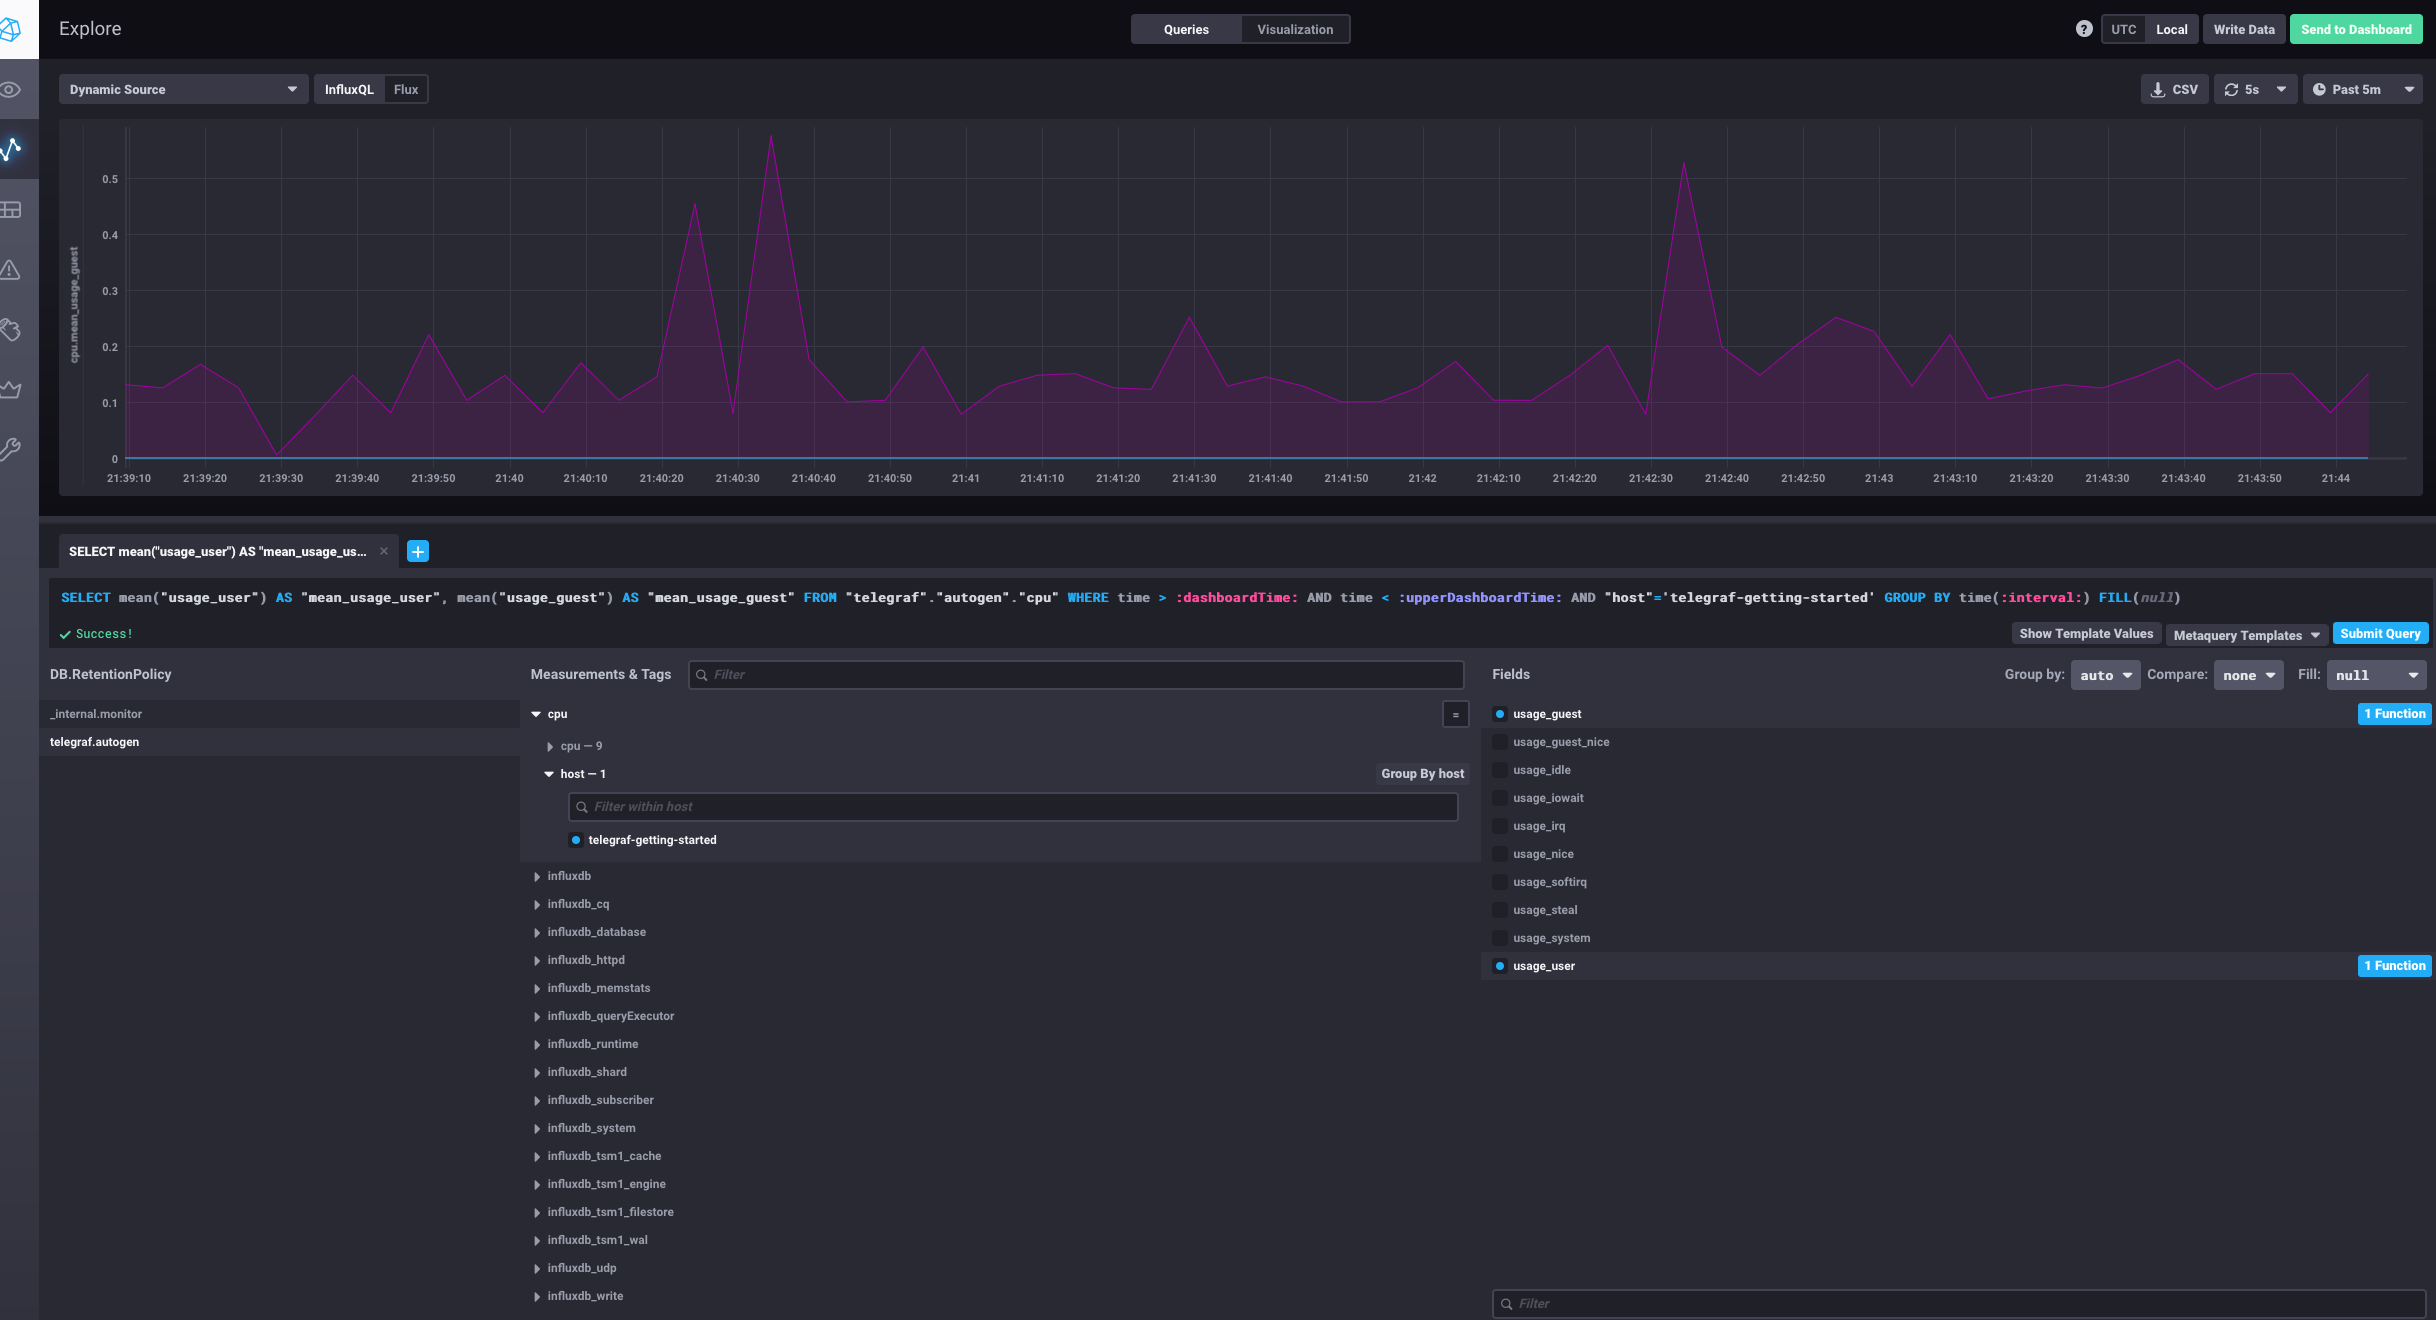 Explore
Queries Visualization
? UTC Local Write Data Send to Dashboard
Dynamic Source InfluxQL Flux
CSV 5s Past 5m
cpu.mean_usage_guest
0.5
0.4
0.3
0.2
0.1
0
21:39:10 21:39:20 21:39:30 21:39:40 21:39:50 21:40 21:40:10 21:40:20 21:40:30 21:40:40 21:40:50 21:41 21:41:10 21:41:20 21:41:30 21:41:40 21:41:50 21:42 21:42:10 21:42:20 21:42:30 21:42:40 21:42:50 21:43 21:43:10 21:43:20 21:43:30 21:43:40 21:43:50 21:44
SELECT mean("usage_user") AS "mean_usage_us... × +
SELECT mean("usage_user") AS "mean_usage_user", mean("usage_guest") AS "mean_usage_guest" FROM "telegraf"."autogen"."cpu" WHERE time > :dashboardTime: AND time < :upperDashboardTime: AND "host"='telegraf-getting-started' GROUP BY time(:interval:) FILL(null)
Success!
Show Template Values Metaquery Templates Submit Query
DB.RetentionPolicy
_internal.monitor
telegraf.autogen
Measurements & Tags Filter
cpu =
cpu — 9
host — 1 Group By host
Filter within host
telegraf-getting-started
influxdb
influxdb_cq
influxdb_database
influxdb_httpd
influxdb_memstats
influxdb_queryExecutor
influxdb_runtime
influxdb_shard
influxdb_subscriber
influxdb_system
influxdb_tsm1_cache
influxdb_tsm1_engine
influxdb_tsm1_filestore
influxdb_tsm1_wal
influxdb_udp
influxdb_write
Fields Group by: auto Compare: none Fill: null
usage_guest 1 Function
usage_guest_nice
usage_idle
usage_iowait
usage_irq
usage_nice
usage_softirq
usage_steal
usage_system
usage_user 1 Function
Filter